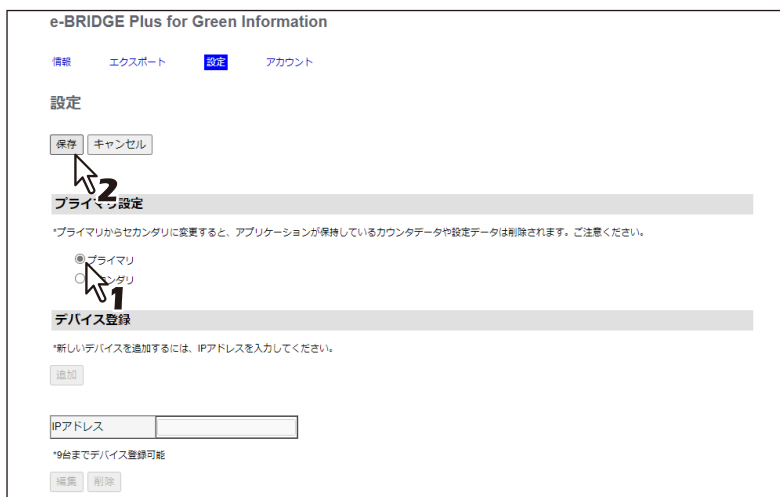 e-BRIDGE Plus for Green Information
情報 エクスポート 設定 アカウント
設定
保存 キャンセル
2
プライマリ設定
*プライマリからセカンダリに変更すると、アプリケーションが保持しているカウンタデータや設定データは削除されます。ご注意ください。
プライマリ
セカンダリ
1
デバイス登録
*新しいデバイスを追加するには、IPアドレスを入力してください。
追加
IPアドレス
*9台までデバイス登録可能
編集 削除